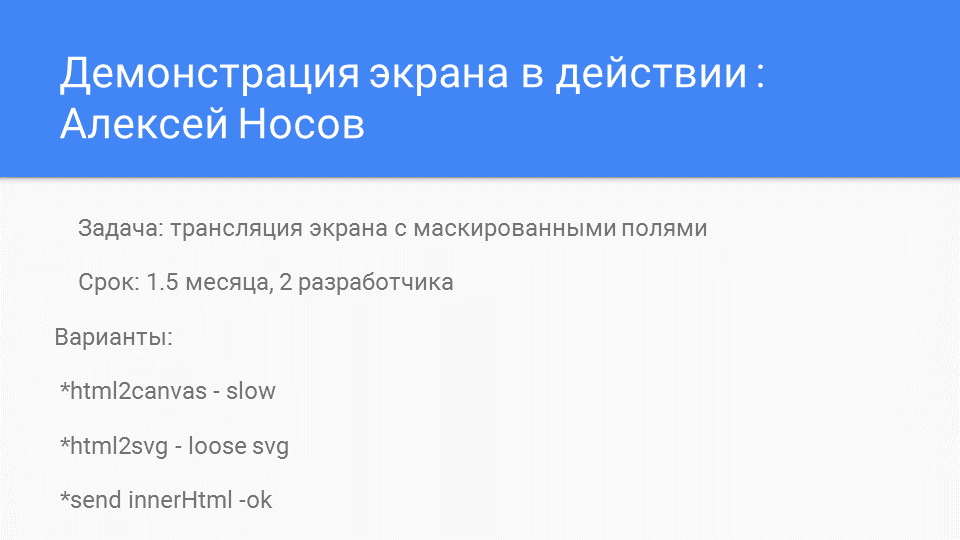 Демонстрация экрана в действии :
Алексей Носов
Задача: трансляция экрана с маскированными полями
Срок: 1.5 месяца, 2 разработчика
Варианты:
*html2canvas - slow
*html2svg - loose svg
*send innerHtml -ok